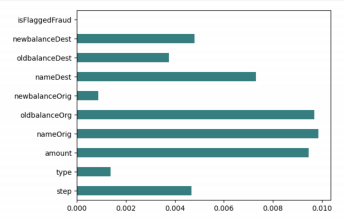 isFlaggedFraud
newbalanceDest
oldbalanceDest
nameDest
newbalanceOrig
oldbalanceOrg
nameOrig
amount
type
step
0.000 0.002 0.004 0.006 0.008 0.010